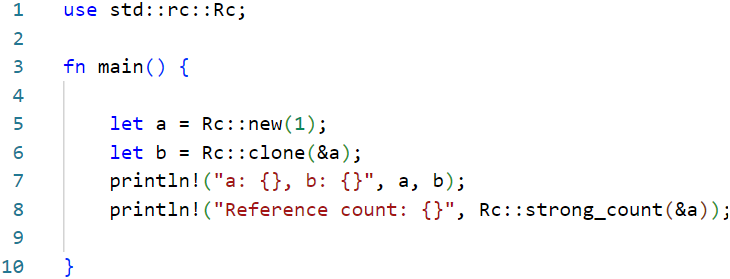 1 use std::rc::Rc;
2
3 fn main() {
4
5     let a = Rc::new(1);
6     let b = Rc::clone(&a);
7     println!("a: {}, b: {}", a, b);
8     println!("Reference count: {}", Rc::strong_count(&a));
9
10 }